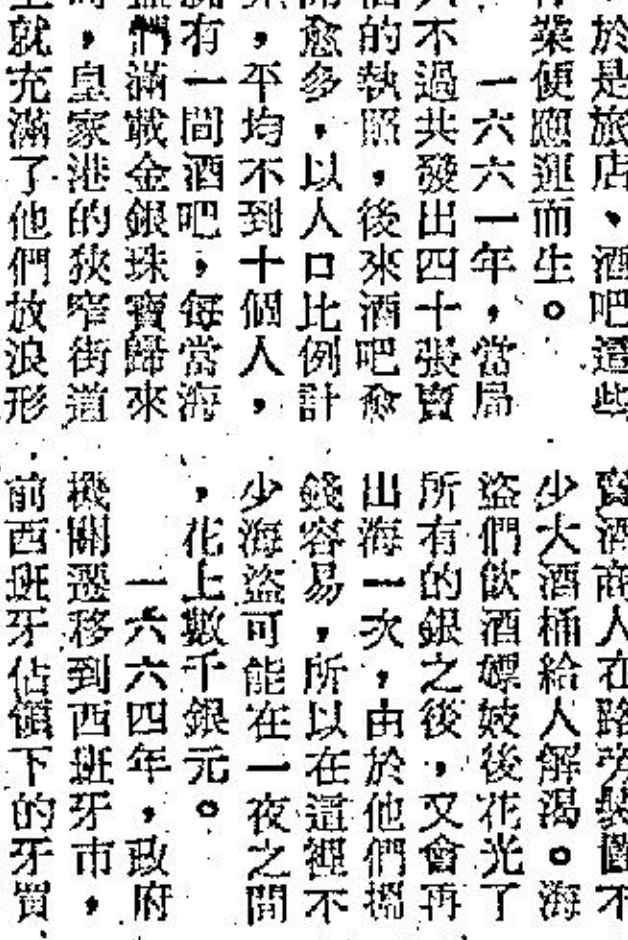 於是旅店、酒吧這些
業便應運而生。
一六六一年，當局
不過共發出四十張賣
的執照，後來酒吧愈
愈多，以人口比例計
，平均不到十個人，
有一間酒吧，每當海
們滿載金銀珠寶歸來
，皇家港的狹窄街道
就充滿了他們放浪形
賣酒商人在路旁裝置不
少大酒桶給人解渴。海
盜們飲酒嫖妓後花光了
所有的銀之後，又會再
出海一次，由於他們搵
錢容易，所以在這裡不
少海盜可能在一夜之間
，花上數千銀元。
一六六四年，政府
機關遷移到西班牙市，
前西班牙佔領下的牙買